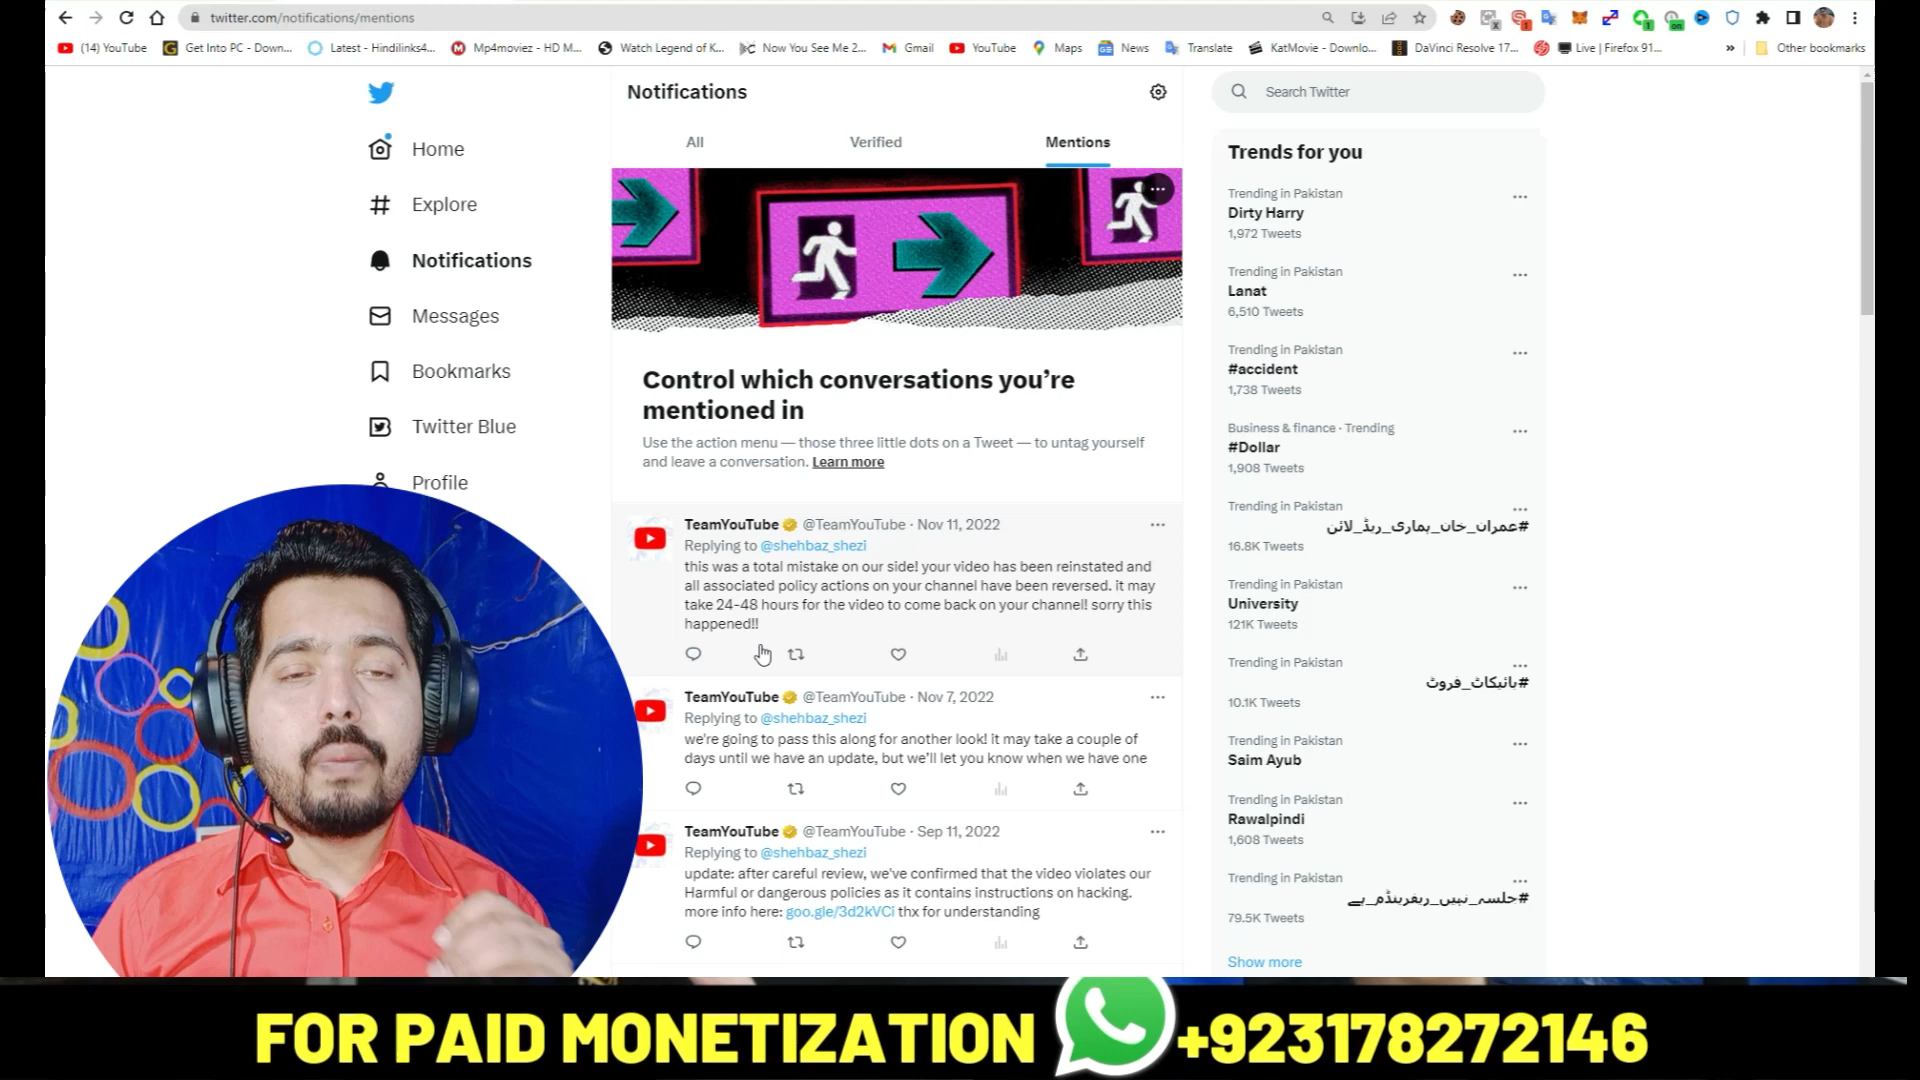 twitter.com/notifications/mentions
(14) YouTube
Get Into PC - Down...
Latest - Hindilinks4...
Mp4moviez - HD M...
Watch Legend of K...
Now You See Me 2...
Gmail
YouTube
Maps
News
Translate
KatMovie - Downlo...
DaVinci Resolve 17...
Live | Firefox 91...
»
Other bookmarks
Home
Explore
Notifications
Messages
Bookmarks
Twitter Blue
Profile
Notifications
All
Verified
Mentions
Control which conversations you’re
mentioned in
Use the action menu — those three little dots on a Tweet — to untag yourself
and leave a conversation. Learn more
TeamYouTube @TeamYouTube · Nov 11, 2022
Replying to @shehbaz_shezi
this was a total mistake on our side! your video has been reinstated and
all associated policy actions on your channel have been reversed. it may
take 24-48 hours for the video to come back on your channel! sorry this
happened!!
TeamYouTube @TeamYouTube · Nov 7, 2022
Replying to @shehbaz_shezi
we're going to pass this along for another look! it may take a couple of
days until we have an update, but we’ll let you know when we have one
TeamYouTube @TeamYouTube · Sep 11, 2022
Replying to @shehbaz_shezi
update: after careful review, we've confirmed that the video violates our
Harmful or dangerous policies as it contains instructions on hacking.
more info here: goo.gle/3d2kVCi thx for understanding
Search Twitter
Trends for you
Trending in Pakistan
Dirty Harry
1,972 Tweets
Trending in Pakistan
Lanat
6,510 Tweets
Trending in Pakistan
#accident
1,738 Tweets
Business & finance · Trending
#Dollar
1,908 Tweets
Trending in Pakistan
#عمران_خان_ہماری_ریڈ_لائن
16.8K Tweets
Trending in Pakistan
University
121K Tweets
Trending in Pakistan
#بائیکاٹ_فروٹ
10.1K Tweets
Trending in Pakistan
Saim Ayub
Trending in Pakistan
Rawalpindi
1,608 Tweets
Trending in Pakistan
#جلسہ_نہیں_ریفرینڈم_ہے
79.5K Tweets
Show more
FOR PAID MONETIZATION +923178272146